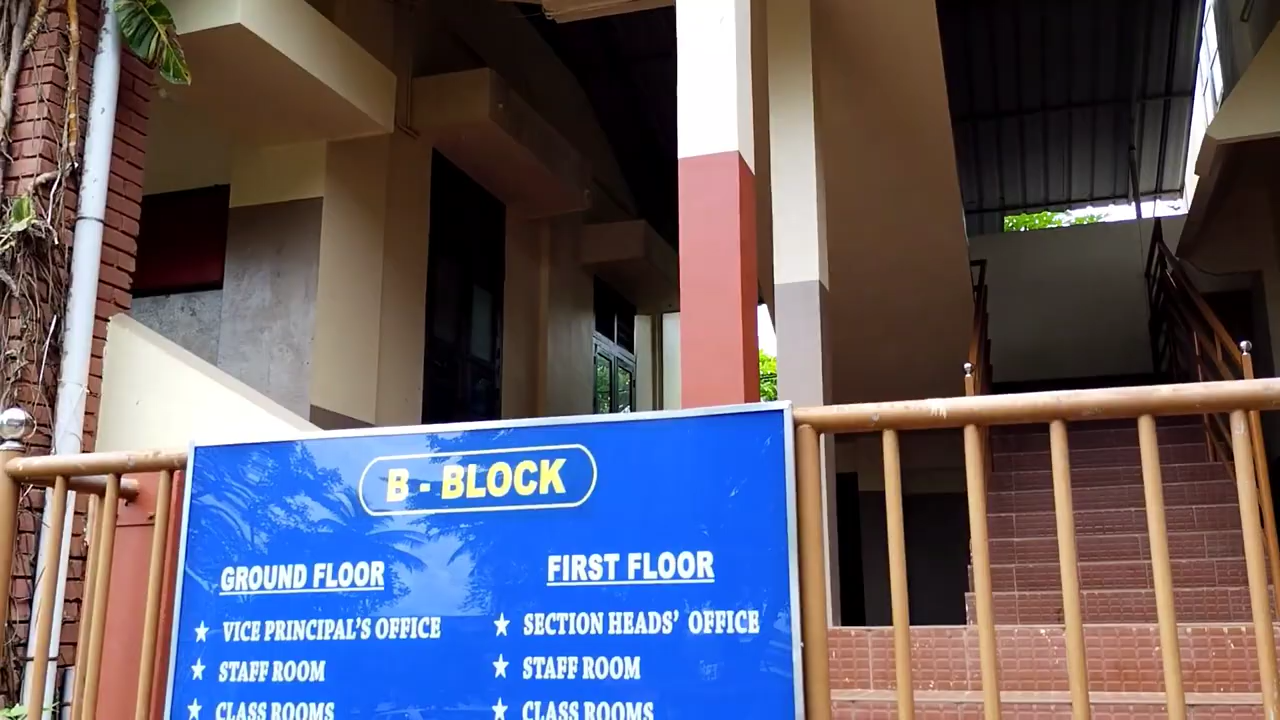 B - BLOCK
GROUND FLOOR
★ VICE PRINCIPAL'S OFFICE
★ STAFF ROOM
★ CLASS ROOMS
FIRST FLOOR
★ SECTION HEADS' OFFICE
★ STAFF ROOM
★ CLASS ROOMS